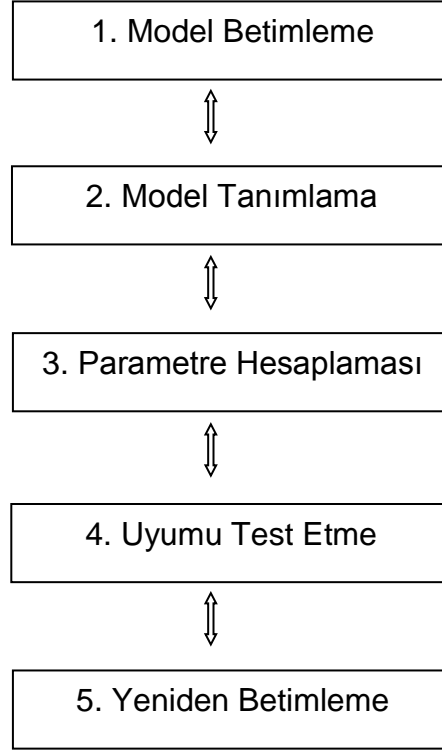 1. Model Betimleme
2. Model Tanımlama
3. Parametre Hesaplaması
4. Uyumu Test Etme
5. Yeniden Betimleme